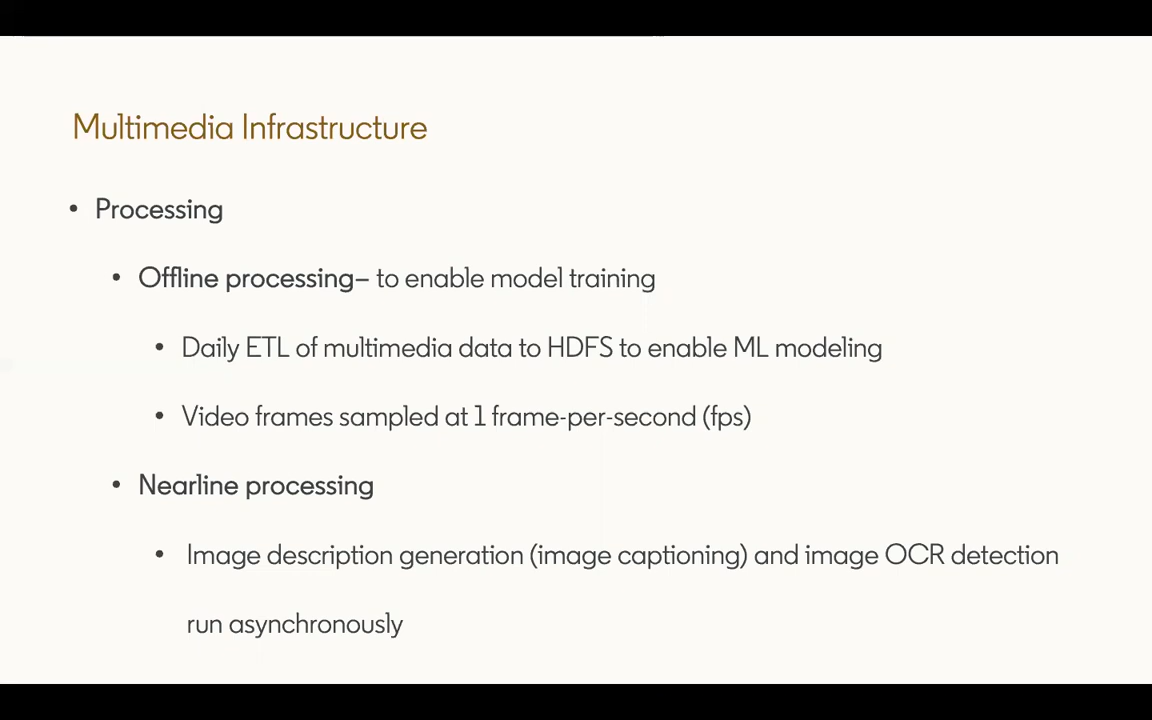 Multimedia Infrastructure
• Processing
• Offline processing– to enable model training
• Daily ETL of multimedia data to HDFS to enable ML modeling
• Video frames sampled at 1 frame-per-second (fps)
• Nearline processing
• Image description generation (image captioning) and image OCR detection
run asynchronously